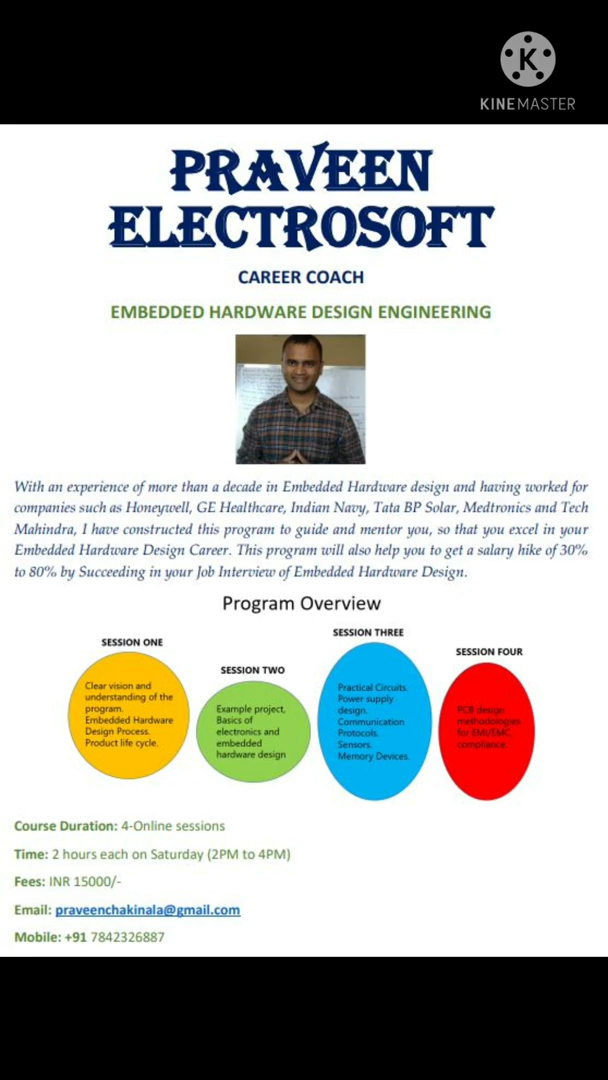 K
KINEMASTER
PRAVEEN
ELECTROSOFT
CAREER COACH
EMBEDDED HARDWARE DESIGN ENGINEERING
With an experience of more than a decade in Embedded Hardware design and having worked for
companies such as Honeywell, GE Healthcare, Indian Navy, Tata BP Solar, Medtronics and Tech
Mahindra, I have constructed this program to guide and mentor you, so that you excel in your
Embedded Hardware Design Career. This program will also help you to get a salary hike of 30%
to 80% by Succeeding in your Job Interview of Embedded Hardware Design.
Program Overview
SESSION ONE
Clear vision and
understanding of the
program.
Embedded Hardware
Design Process.
Product life cycle.
SESSION TWO
Example project,
Basics of
electronics and
embedded
hardware design
SESSION THREE
Practical Circuits.
Power supply
design.
Communication
Protocols.
Sensors.
Memory Devices.
SESSION FOUR
PCB design
methodologies
for EMI/EMC
compliance.
Course Duration: 4-Online sessions
Time: 2 hours each on Saturday (2PM to 4PM)
Fees: INR 15000/-
Email: praveenchakinala@gmail.com
Mobile: +91 7842326887